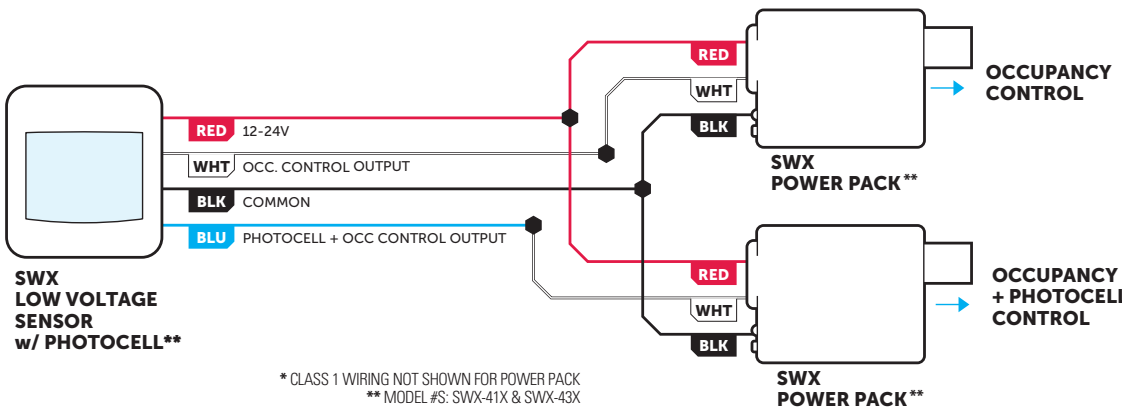 RED 12-24V
WHT OCC. CONTROL OUTPUT
BLK COMMON
BLU PHOTOCELL + OCC CONTROL OUTPUT
SWX
LOW VOLTAGE
SENSOR
w/ PHOTOCELL**
RED
WHT
BLK
SWX
POWER PACK**
OCCUPANCY
CONTROL
RED
WHT
BLK
SWX
POWER PACK**
OCCUPANCY
+ PHOTOCELL
CONTROL
* CLASS 1 WIRING NOT SHOWN FOR POWER PACK
** MODEL #S: SWX-41X & SWX-43X